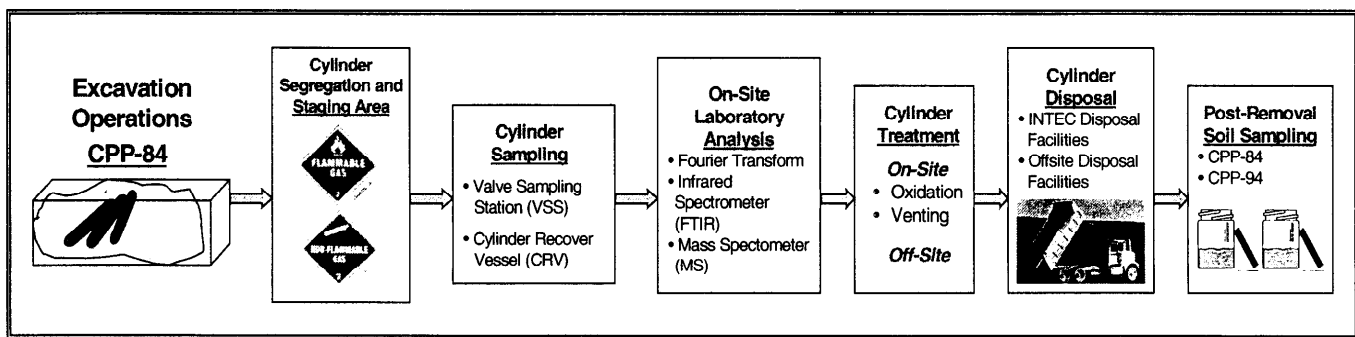 Excavation
Operations
CPP-84
Cylinder
Segregation and
Staging Area
FLAMMABLE
GAS
2
NON-FLAMMABLE
GAS
2
Cylinder
Sampling
• Valve Sampling
Station (VSS)
• Cylinder Recover
Vessel (CRV)
On-Site
Laboratory
Analysis
• Fourier Transform
• Infrared
Spectrometer
(FTIR)
• Mass Spectometer
(MS)
Cylinder
Treatment
On-Site
• Oxidation
• Venting
Off-Site
Cylinder
Disposal
• INTEC Disposal
Facilities
• Offsite Disposal
Facilities
Post-Removal
Soil Sampling
• CPP-84
• CPP-94